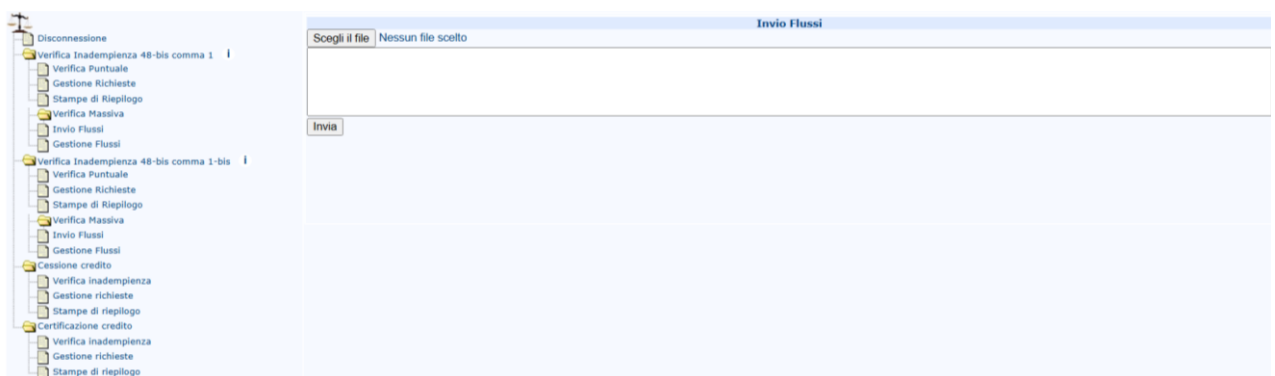 Disconnessione
Verifica Inadempienza 48-bis comma 1 i
Verifica Puntuale
Gestione Richieste
Stampe di Riepilogo
Verifica Massiva
Invio Flussi
Gestione Flussi
Verifica Inadempienza 48-bis comma 1-bis i
Verifica Puntuale
Gestione Richieste
Stampe di Riepilogo
Verifica Massiva
Invio Flussi
Gestione Flussi
Cessione credito
Verifica inadempienza
Gestione richieste
Stampe di riepilogo
Certificazione credito
Verifica inadempienza
Gestione richieste
Stampe di riepilogo
Invio Flussi
Scegli il file Nessun file scelto
Invia